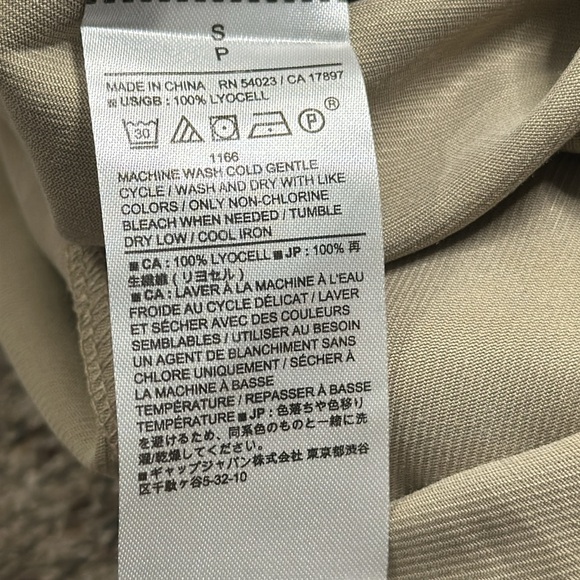 S
P
MADE IN CHINA RN 54023 / CA 17897
US/GB : 100% LYOCELL
30 P ®
1166
MACHINE WASH COLD GENTLE
CYCLE / WASH AND DRY WITH LIKE
COLORS / ONLY NON-CHLORINE
BLEACH WHEN NEEDED / TUMBLE
DRY LOW / COOL IRON
■ CA : 100% LYOCELL ■ JP : 100% 再
生繊維 ( リヨセル )
■ CA : LAVER À LA MACHINE À L'EAU
FROIDE AU CYCLE DÉLICAT / LAVER
ET SÉCHER AVEC DES COULEURS
SEMBLABLES / UTILISER AU BESOIN
UN AGENT DE BLANCHIMENT SANS
CHLORE UNIQUEMENT / SÉCHER À
LA MACHINE À BASSE
TEMPÉRATURE / REPASSER À BASSE
TEMPÉRATURE ■ JP : 色落ちや色移り
を避けるため、同系色のものと一緒に洗
濯/乾燥してください。
■ ギャップジャパン株式会社 東京都渋谷
区千駄ヶ谷5-32-10